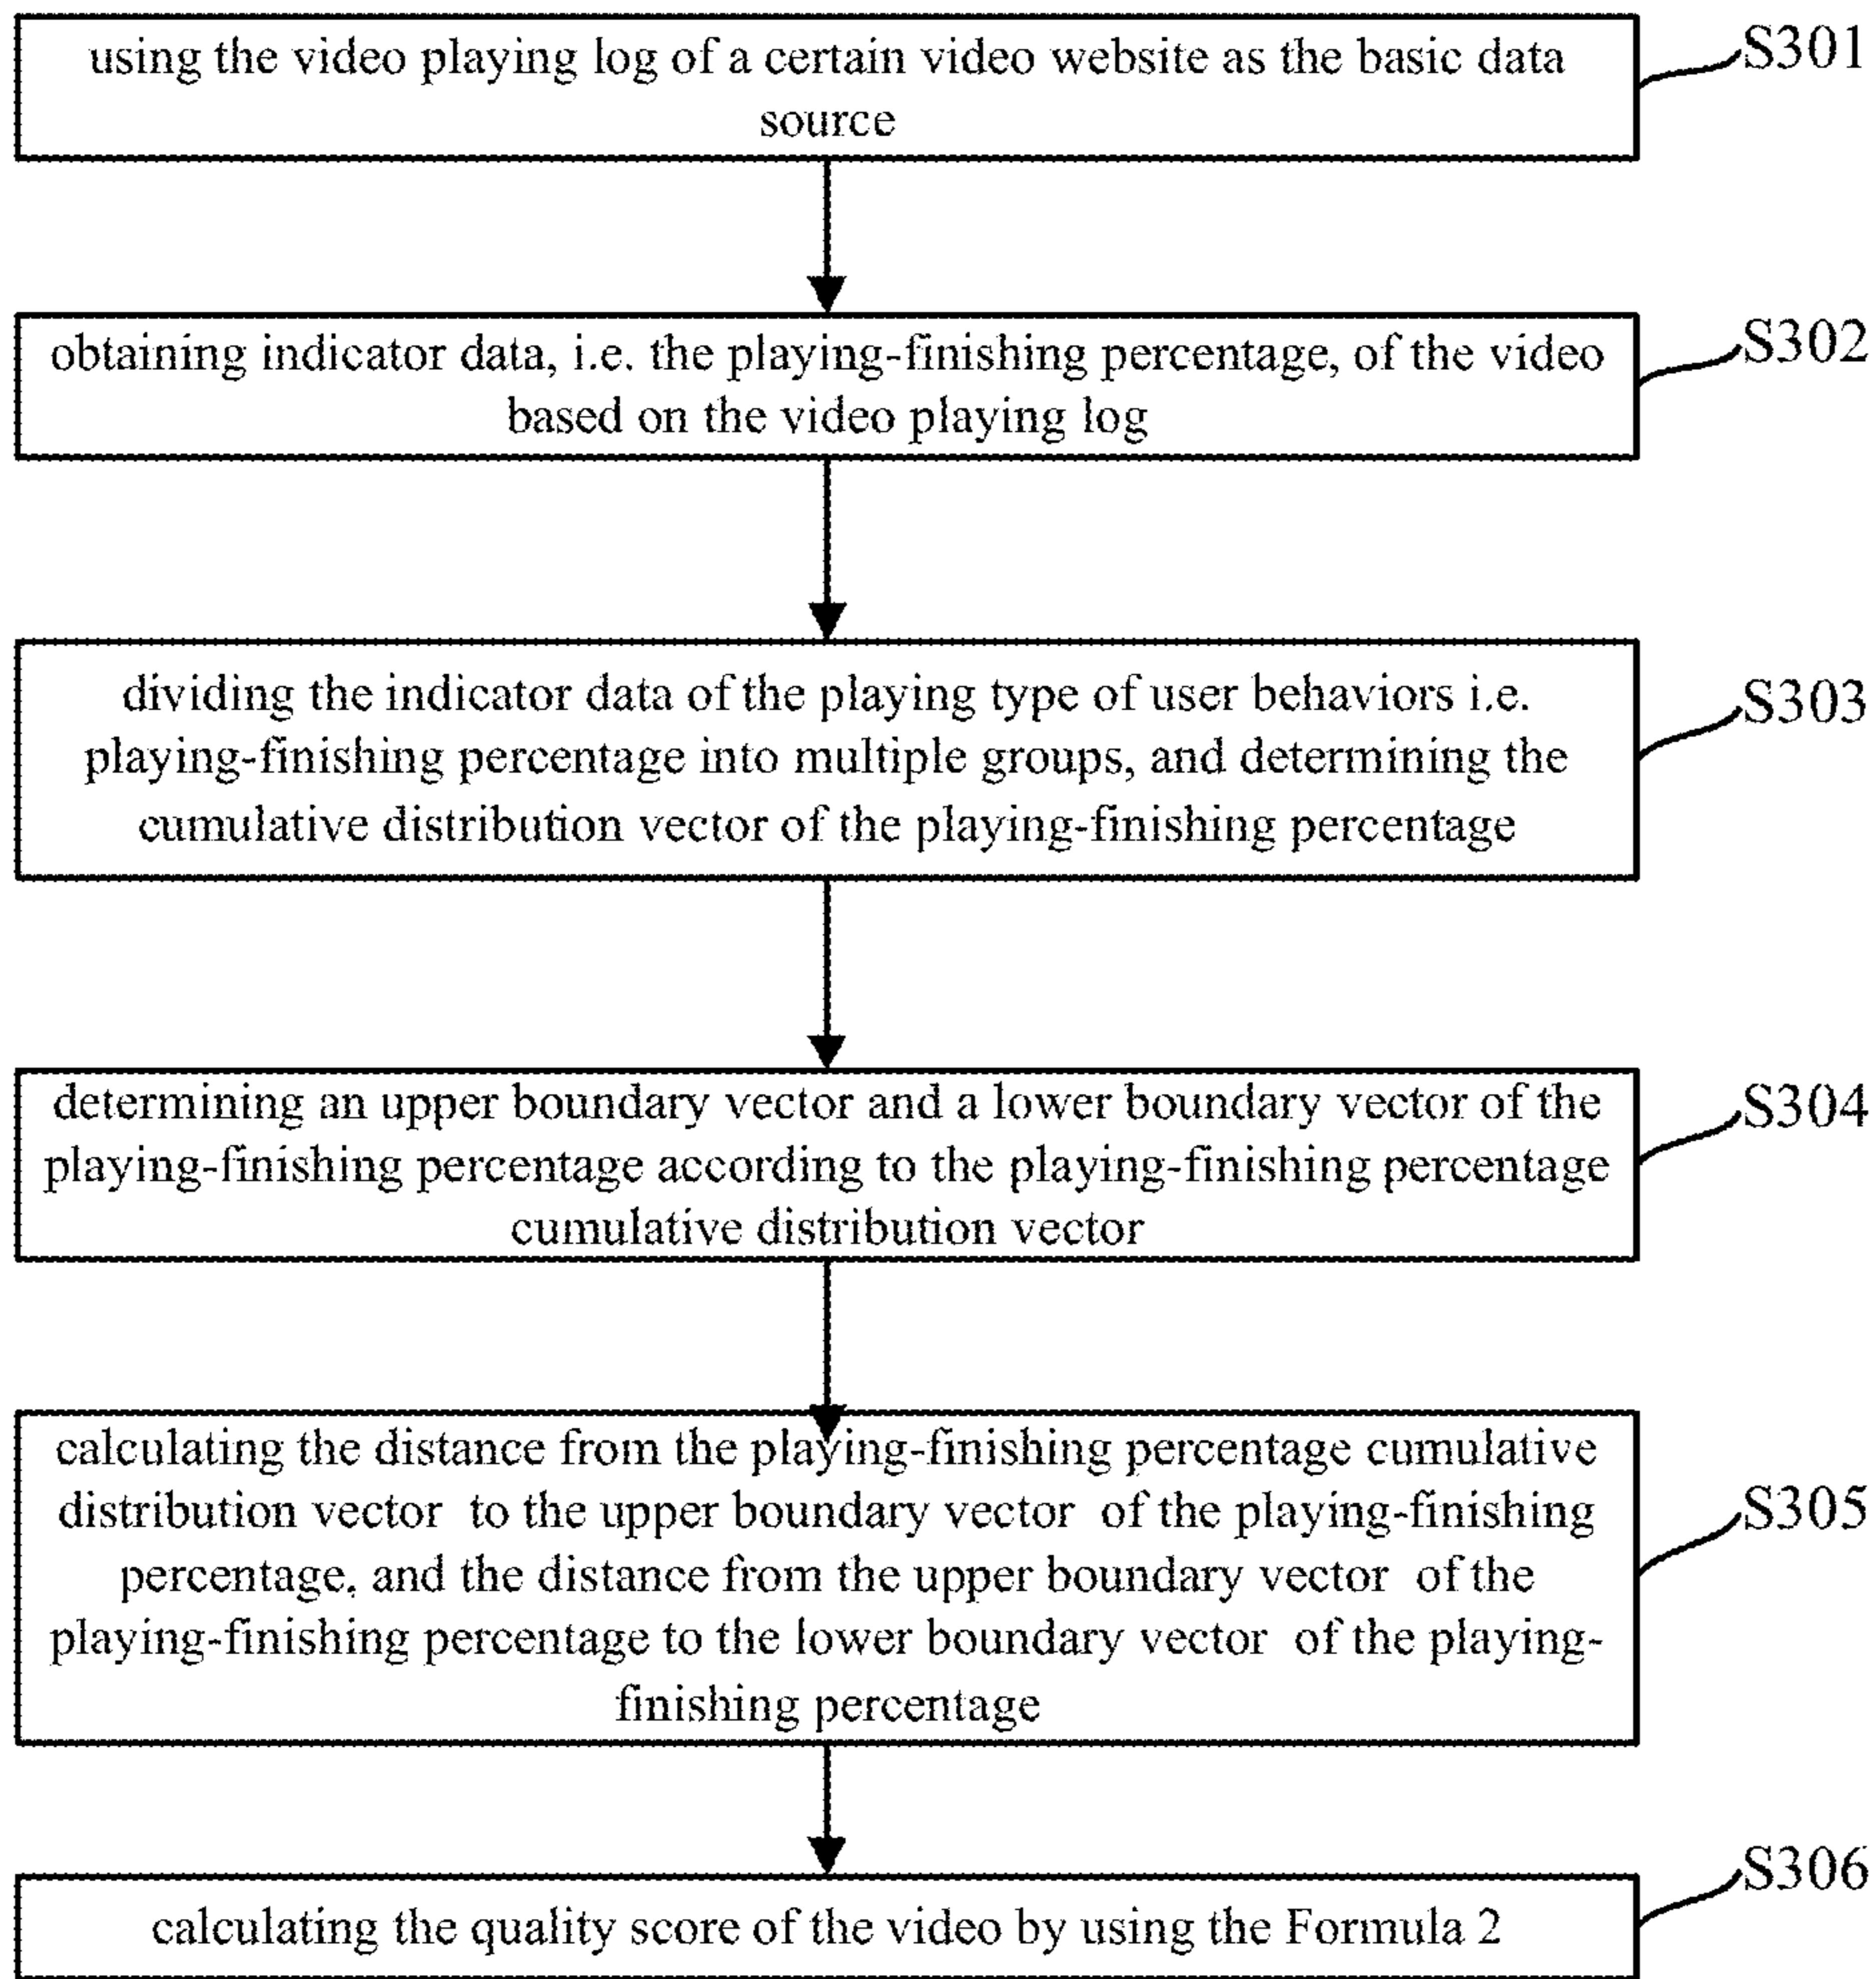 using the video playing log of a certain video website as the basic data
source
S301
obtaining indicator data, i.e. the playing-finishing percentage, of the video
based on the video playing log
S302
dividing the indicator data of the playing type of user behaviors i.e.
playing-finishing percentage into multiple groups, and determining the
cumulative distribution vector of the playing-finishing percentage
S303
determining an upper boundary vector and a lower boundary vector of the
playing-finishing percentage according to the playing-finishing percentage
cumulative distribution vector
S304
calculating the distance from the playing-finishing percentage cumulative
distribution vector to the upper boundary vector of the playing-finishing
percentage, and the distance from the upper boundary vector of the
playing-finishing percentage to the lower boundary vector of the playing-
finishing percentage
S305
calculating the quality score of the video by using the Formula 2
S306